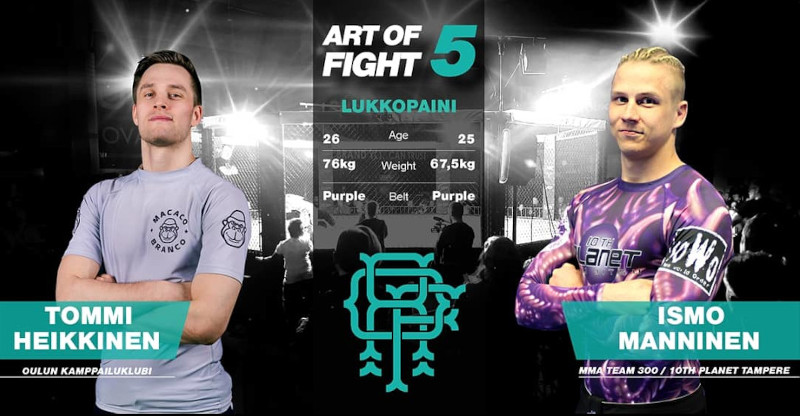 ART OF
FIGHT 5
LUKKOPAINI
26 Age 25
76kg Weight 67,5kg
Purple Belt Purple
MACACO
BRANCO
10TH
PLANET
WO
TOMMI
HEIKKINEN
OULUN KAMPPAILUKLUBI
ISMO
MANNINEN
MMA TEAM 300 / 10TH PLANET TAMPERE